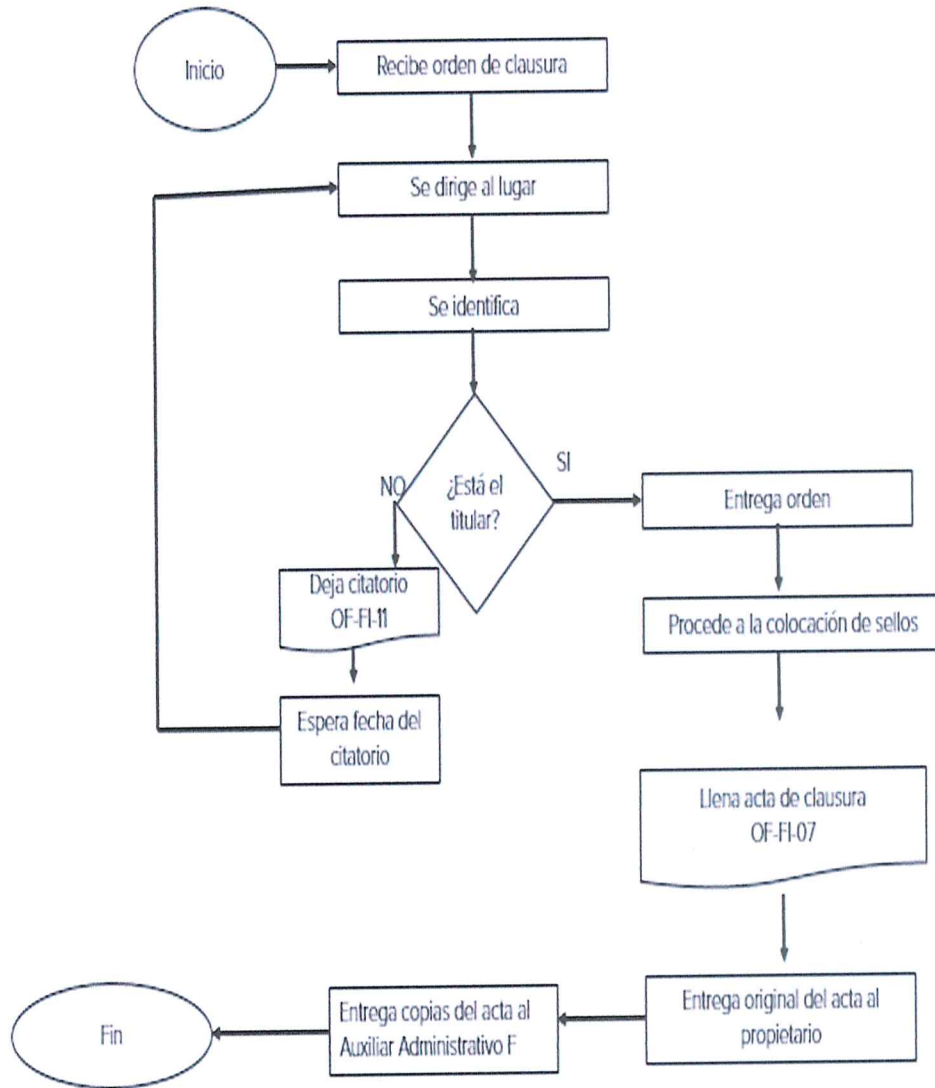 Inicio
Recibe orden de clausura
Se dirige al lugar
Se identifica
¿Está el
titular?
NO
SI
Deja citatorio
OF-FI-11
Espera fecha del
citatorio
Entrega orden
Procede a la colocación de sellos
Llena acta de clausura
OF-FI-07
Entrega original del acta al
propietario
Entrega copias del acta al
Auxiliar Administrativo F
Fin